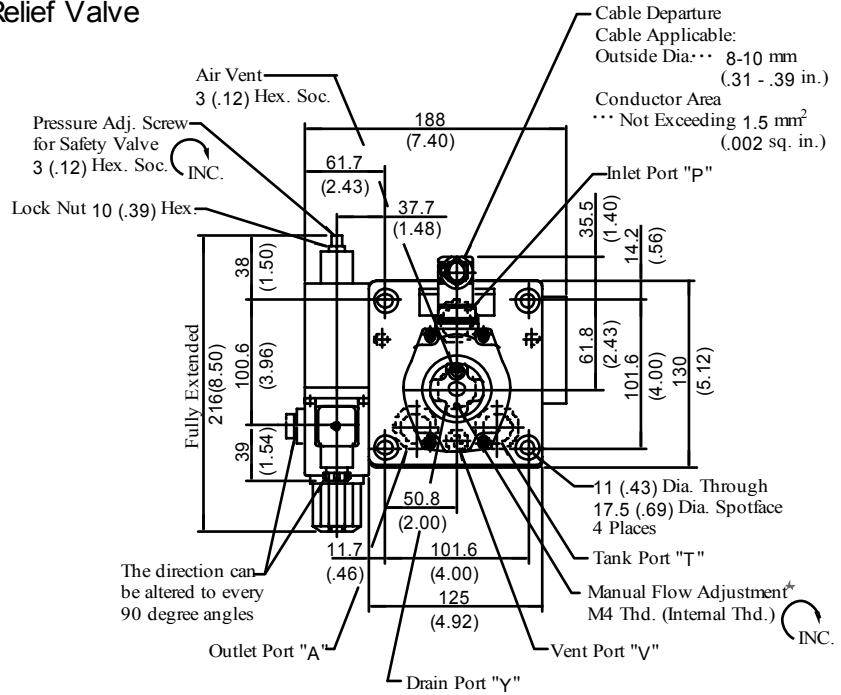 Relief Valve
Cable Departure
Cable Applicable:
Outside Dia.··· 8-10 mm
(.31 - .39 in.)
Conductor Area
··· Not Exceeding 1.5 mm²
(.002 sq. in.)
Air Vent
3 (.12) Hex. Soc.
Pressure Adj. Screw
for Safety Valve
3 (.12) Hex. Soc.
INC.
Lock Nut 10 (.39) Hex.
188
(7.40)
61.7
(2.43)
37.7
(1.48)
Inlet Port "P"
35.5
(1.40)
14.2
(.56)
38
(1.50)
Fully Extended
216(8.50)
100.6
(3.96)
39
(1.54)
61.8
(2.43)
101.6
(4.00)
130
(5.12)
50.8
(2.00)
11.7
(.46)
101.6
(4.00)
125
(4.92)
11 (.43) Dia. Through
17.5 (.69) Dia. Spotface
4 Places
Tank Port "T"
Manual Flow Adjustment*
M4 Thd. (Internal Thd.)
INC.
The direction can
be altered to every
90 degree angles
Outlet Port "A"
Vent Port "V"
Drain Port "Y"